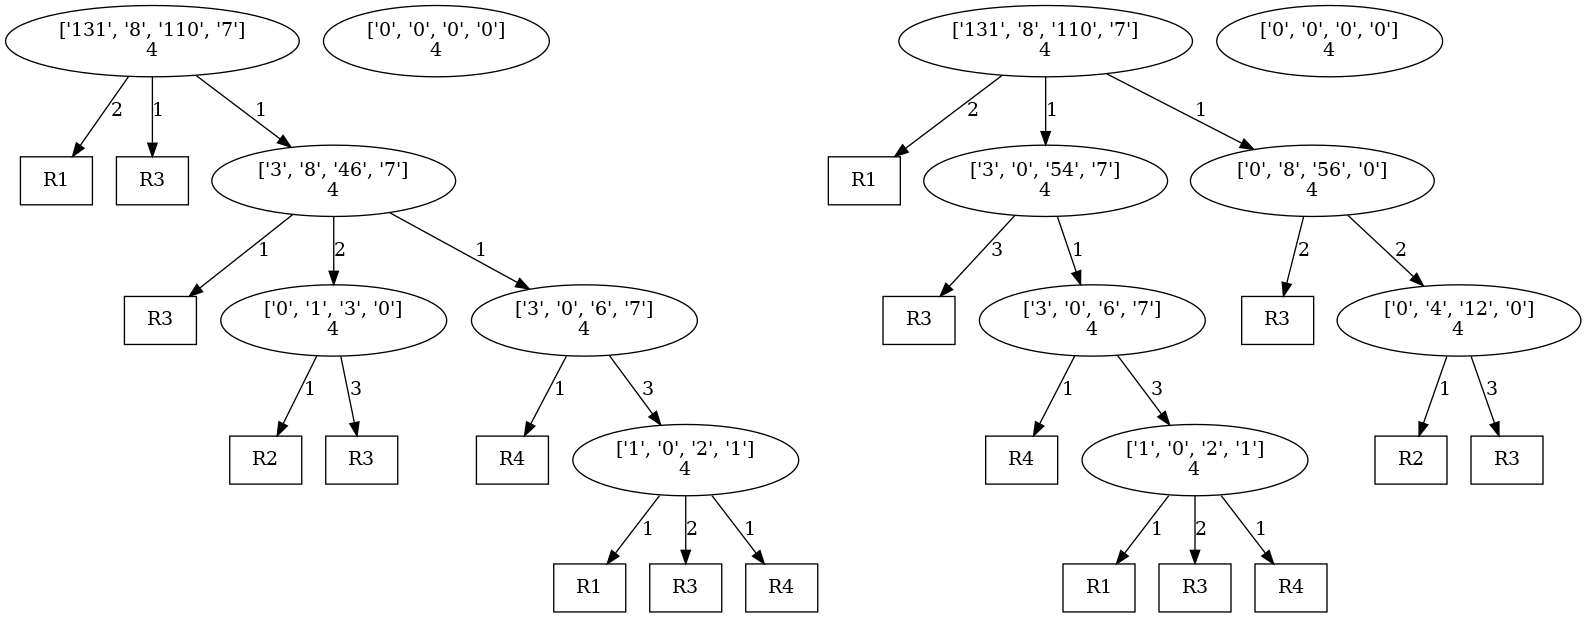 ['131', '8', '110', '7']
4
['0', '0', '0', '0']
4
['131', '8', '110', '7']
4
['0', '0', '0', '0']
4
2
1
1
2
1
1
R1
R3
['3', '8', '46', '7']
4
R1
['3', '0', '54', '7']
4
['0', '8', '56', '0']
4
1
2
1
3
1
2
2
R3
['0', '1', '3', '0']
4
['3', '0', '6', '7']
4
R3
['3', '0', '6', '7']
4
R3
['0', '4', '12', '0']
4
1
3
1
3
1
3
1
3
R2
R3
R4
['1', '0', '2', '1']
4
R4
['1', '0', '2', '1']
4
R2
R3
1
2
1
1
2
1
R1
R3
R4
R1
R3
R4